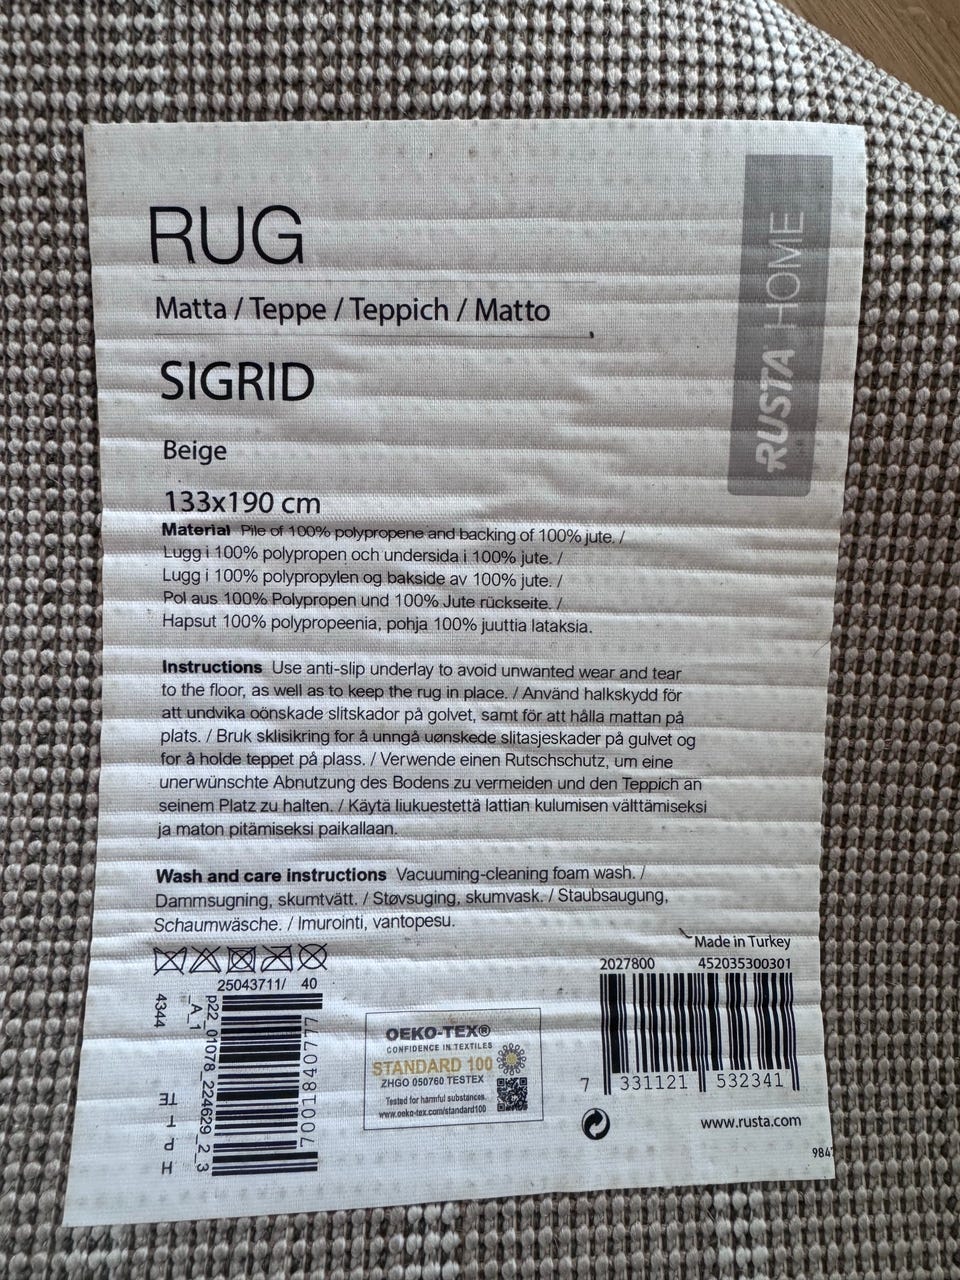 RUG
RUSTA HOME
Matta / Teppe / Teppich / Matto
SIGRID
Beige
133x190 cm
Material Pile of 100% polypropene and backing of 100% jute. /
Lugg i 100% polypropen och undersida i 100% jute. /
Lugg i 100% polypropylen og bakside av 100% jute. /
Pol aus 100% Polypropen und 100% Jute rückseite. /
Hapsut 100% polypropeenia, pohja 100% juuttia lataksia.
Instructions Use anti-slip underlay to avoid unwanted wear and tear
to the floor, as well as to keep the rug in place. / Använd halkskydd för
att undvika oönskade slitskador på golvet, samt för att hålla mattan på
plats. / Bruk sklisikring for å unngå uønskede slitasjeskader på gulvet og
for å holde teppet på plass. / Verwende einen Rutschschutz, um eine
unerwünschte Abnutzung des Bodens zu vermeiden und den Teppich an
seinem Platz zu halten. / Käytä liukuestettä lattian kulumisen välttämiseksi
ja maton pitämiseksi paikallaan.
Wash and care instructions Vacuuming-cleaning foam wash. /
Dammsugning, skumtvätt. / Støvsuging, skumvask. / Staubsaugung,
Schaumwäsche. / Imurointi, vantopesu.
Made in Turkey
2027800 452035300301
25043711/ 40
4344
_A_1
p22_01078_224629_2_3
7001840777
OEKO-TEX®
CONFIDENCE IN TEXTILES
STANDARD 100
ZHGO 050760 TESTEX
Tested for harmful substances.
www.oeko-tex.com/standard100
7 331121 532341
www.rusta.com
984